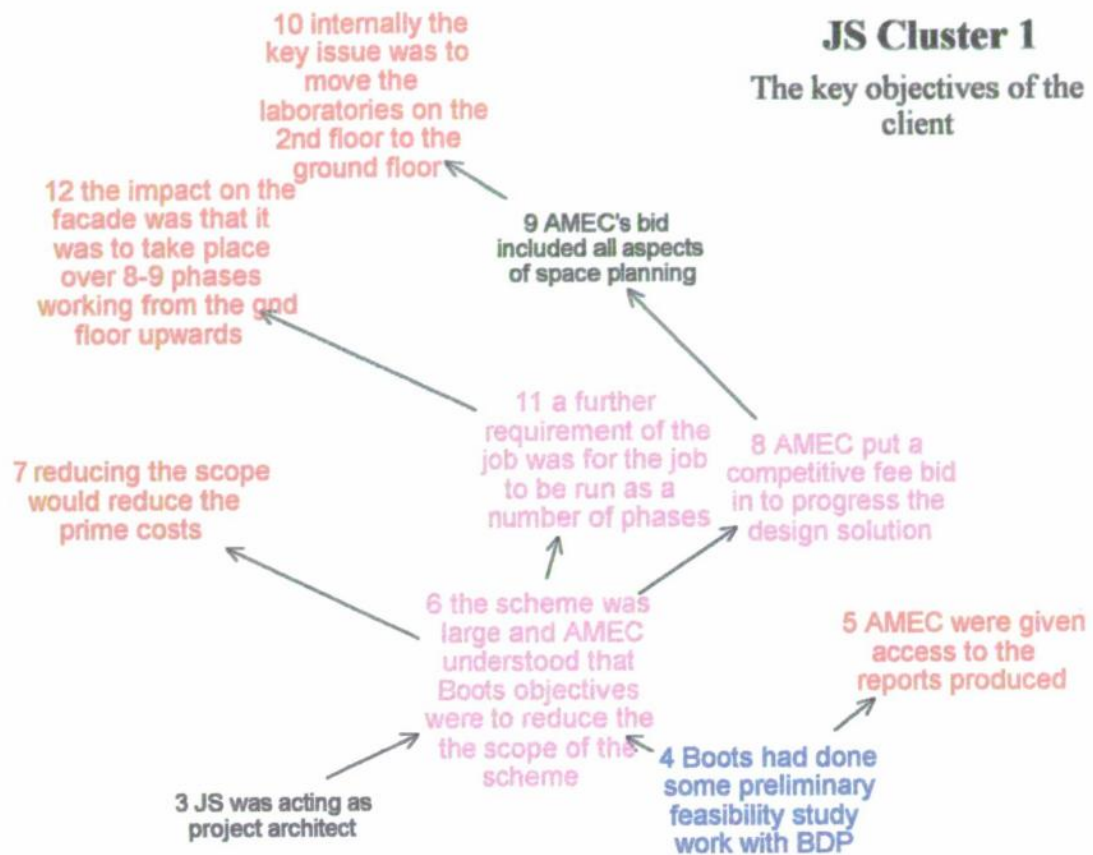 JS Cluster 1
The key objectives of the
client
10 internally the
key issue was to
move the
laboratories on the
2nd floor to the
ground floor
12 the impact on the
facade was that it
was to take place
over 8-9 phases
working from the gnd
floor upwards
9 AMEC's bid
included all aspects
of space planning
11 a further
requirement of the
job was for the job
to be run as a
number of phases
8 AMEC put a
competitive fee bid
in to progress the
design solution
7 reducing the scope
would reduce the
prime costs
6 the scheme was
large and AMEC
understood that
Boots objectives
were to reduce the
the scope of the
scheme
5 AMEC were given
access to the
reports produced
4 Boots had done
some preliminary
feasibility study
work with BDP
3 JS was acting as
project architect